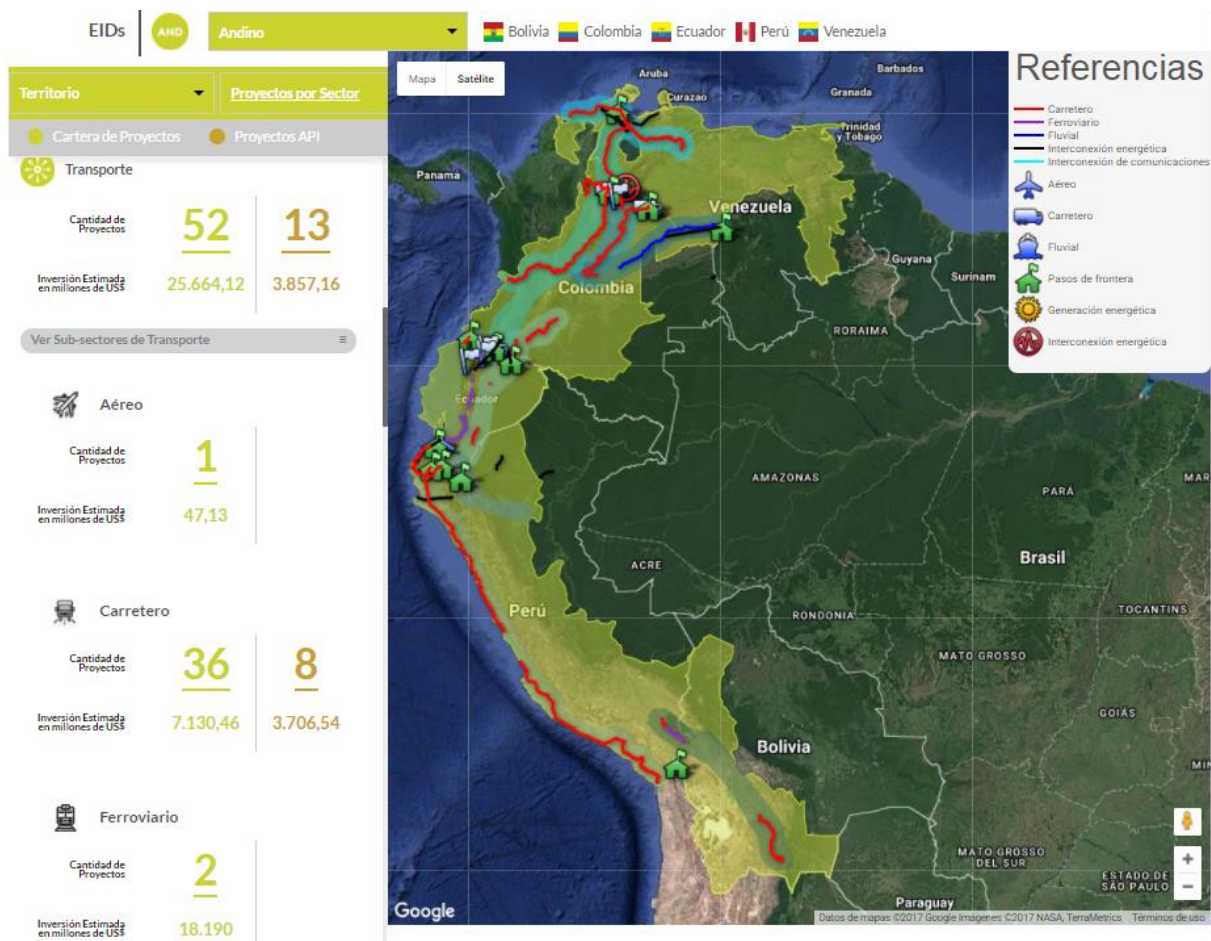 EIDs
AND
Andino
Bolivia
Colombia
Ecuador
Perú
Venezuela
Territorio
Proyectos por Sector
Cartera de Proyectos
Proyectos API
Transporte
Cantidad de
Proyectos
52
13
Inversión Estimada
en millones de US$
25.664,12
3.857,16
Ver Sub-sectores de Transporte
Aéreo
Cantidad de
Proyectos
1
Inversión Estimada
en millones de US$
47,13
Carretero
Cantidad de
Proyectos
36
8
Inversión Estimada
en millones de US$
7.130,46
3.706,54
Ferroviario
Cantidad de
Proyectos
2
Inversión Estimada
en millones de US$
18.190
Mapa
Satélite
Aruba
Curazao
Barbados
Granada
Trinidad
y Tobago
Panamá
Venezuela
Guyana
Surinam
Colombia
RORAIMA
Ecuador
AMAZONAS
PARÁ
MAR
ACRE
Brasil
Perú
RONDONIA
TOCANTINS
MATO GROSSO
GOIÁS
Bolivia
MIN
MATO GROSSO
DEL SUR
ESTADO DE
SÃO PAULO
Paraguay
Google
Datos de mapas ©2017 Google Imágenes ©2017 NASA, TerraMetrics
Términos de uso
Referencias
Carretero
Ferroviario
Fluvial
Interconexión energética
Interconexión de comunicaciones
Aéreo
Carretero
Fluvial
Pasos de frontera
Generación energética
Interconexión energética
+
−